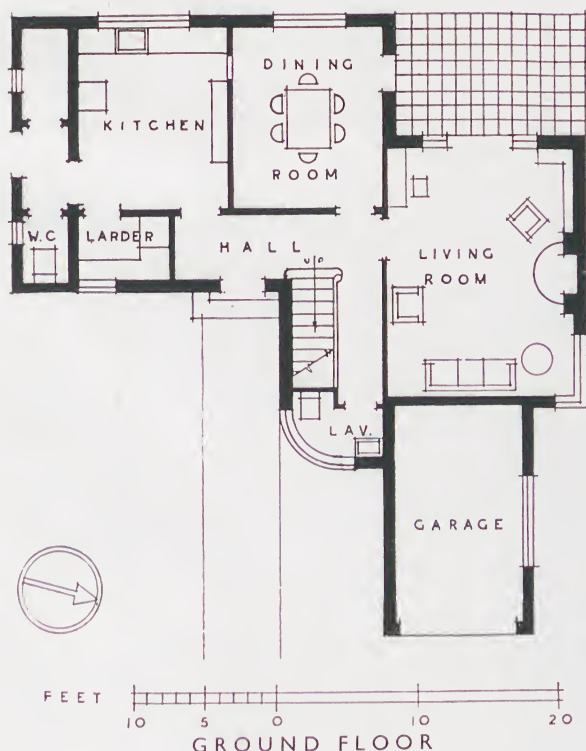 DINING
KITCHEN
ROOM
W.C
LARDER
HALL
UP
LIVING
ROOM
LAV.
GARAGE
FEET
10 5 0 10 20
GROUND FLOOR